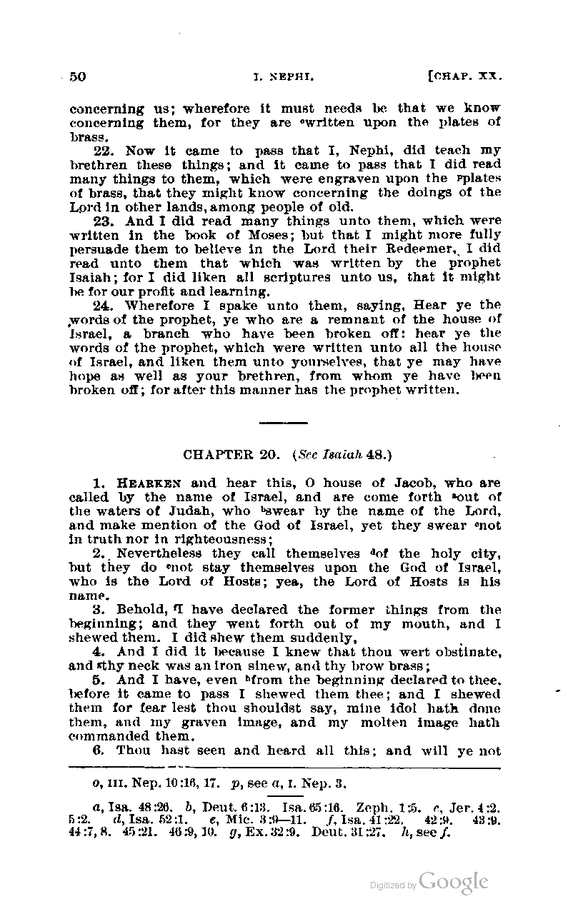 50 I. NEPHI. [CHAP. XX.
concerning us; wherefore it must needs be that we know
concerning them, for they are ᵒwritten upon the plates of
brass.
22. Now it came to pass that I, Nephi, did teach my
brethren these things; and it came to pass that I did read
many things to them, which were engraven upon the ᵖplates
of brass, that they might know concerning the doings of the
Lord in other lands, among people of old.
23. And I did read many things unto them, which were
written in the book of Moses; but that I might more fully
persuade them to believe in the Lord their Redeemer, I did
read unto them that which was written by the prophet
Isaiah; for I did liken all scriptures unto us, that it might
be for our profit and learning.
24. Wherefore I spake unto them, saying, Hear ye the
words of the prophet, ye who are a remnant of the house of
Israel, a branch who have been broken off: hear ye the
words of the prophet, which were written unto all the house
of Israel, and liken them unto yourselves, that ye may have
hope as well as your brethren, from whom ye have been
broken off; for after this manner has the prophet written.
CHAPTER 20. (See Isaiah 48.)
1. HEARKEN and hear this, O house of Jacob, who are
called by the name of Israel, and are come forth ᵃout of
the waters of Judah, who ᵇswear by the name of the Lord,
and make mention of the God of Israel, yet they swear ᶜnot
in truth nor in righteousness;
2. Nevertheless they call themselves ᵈof the holy city,
but they do ᵉnot stay themselves upon the God of Israel,
who is the Lord of Hosts; yea, the Lord of Hosts is his
name.
3. Behold, ᶠI have declared the former things from the
beginning; and they went forth out of my mouth, and I
shewed them. I did shew them suddenly,
4. And I did it because I knew that thou wert obstinate,
and ᵍthy neck was an iron sinew, and thy brow brass;
5. And I have, even ʰfrom the beginning declared to thee,
before it came to pass I shewed them thee; and I shewed
them for fear lest thou shouldst say, mine idol hath done
them, and my graven image, and my molten image hath
commanded them.
6. Thou hast seen and heard all this; and will ye not
o, III. Nep. 10:16, 17. p, see a, I. Nep. 3.
a, Isa. 48:26. b, Deut. 6:13. Isa. 65:16. Zeph. 1:5. c, Jer. 4:2.
5:2. d, Isa. 52:1. e, Mic. 3:9—11. f, Isa. 41:22. 42:9. 43:9.
44:7, 8. 45:21. 46:9, 10. g, Ex. 32:9. Deut. 31:27. h, see f.
Digitized by Google